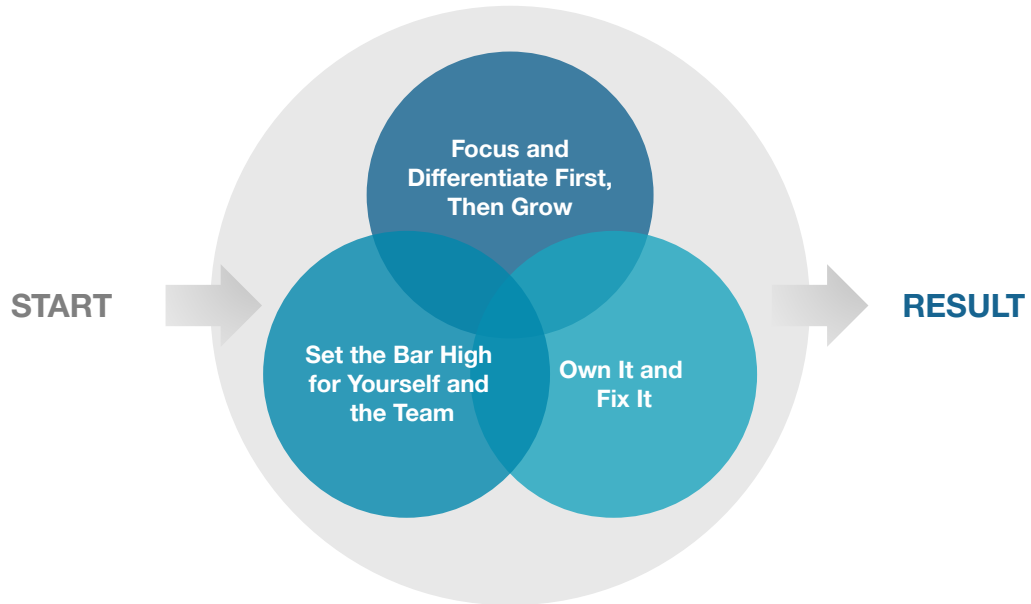 Focus and
Differentiate First,
Then Grow
START
RESULT
Set the Bar High
for Yourself and
the Team
Own It and
Fix It